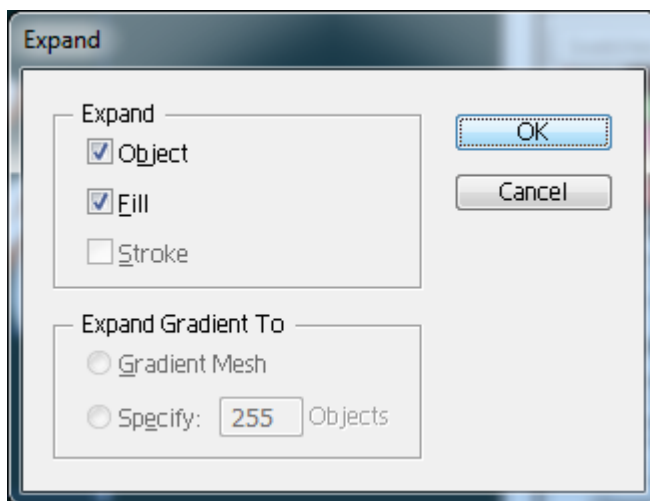 Expand
Expand
Object
Fill
Stroke
OK
Cancel
Expand Gradient To
Gradient Mesh
Specify: 255 Objects